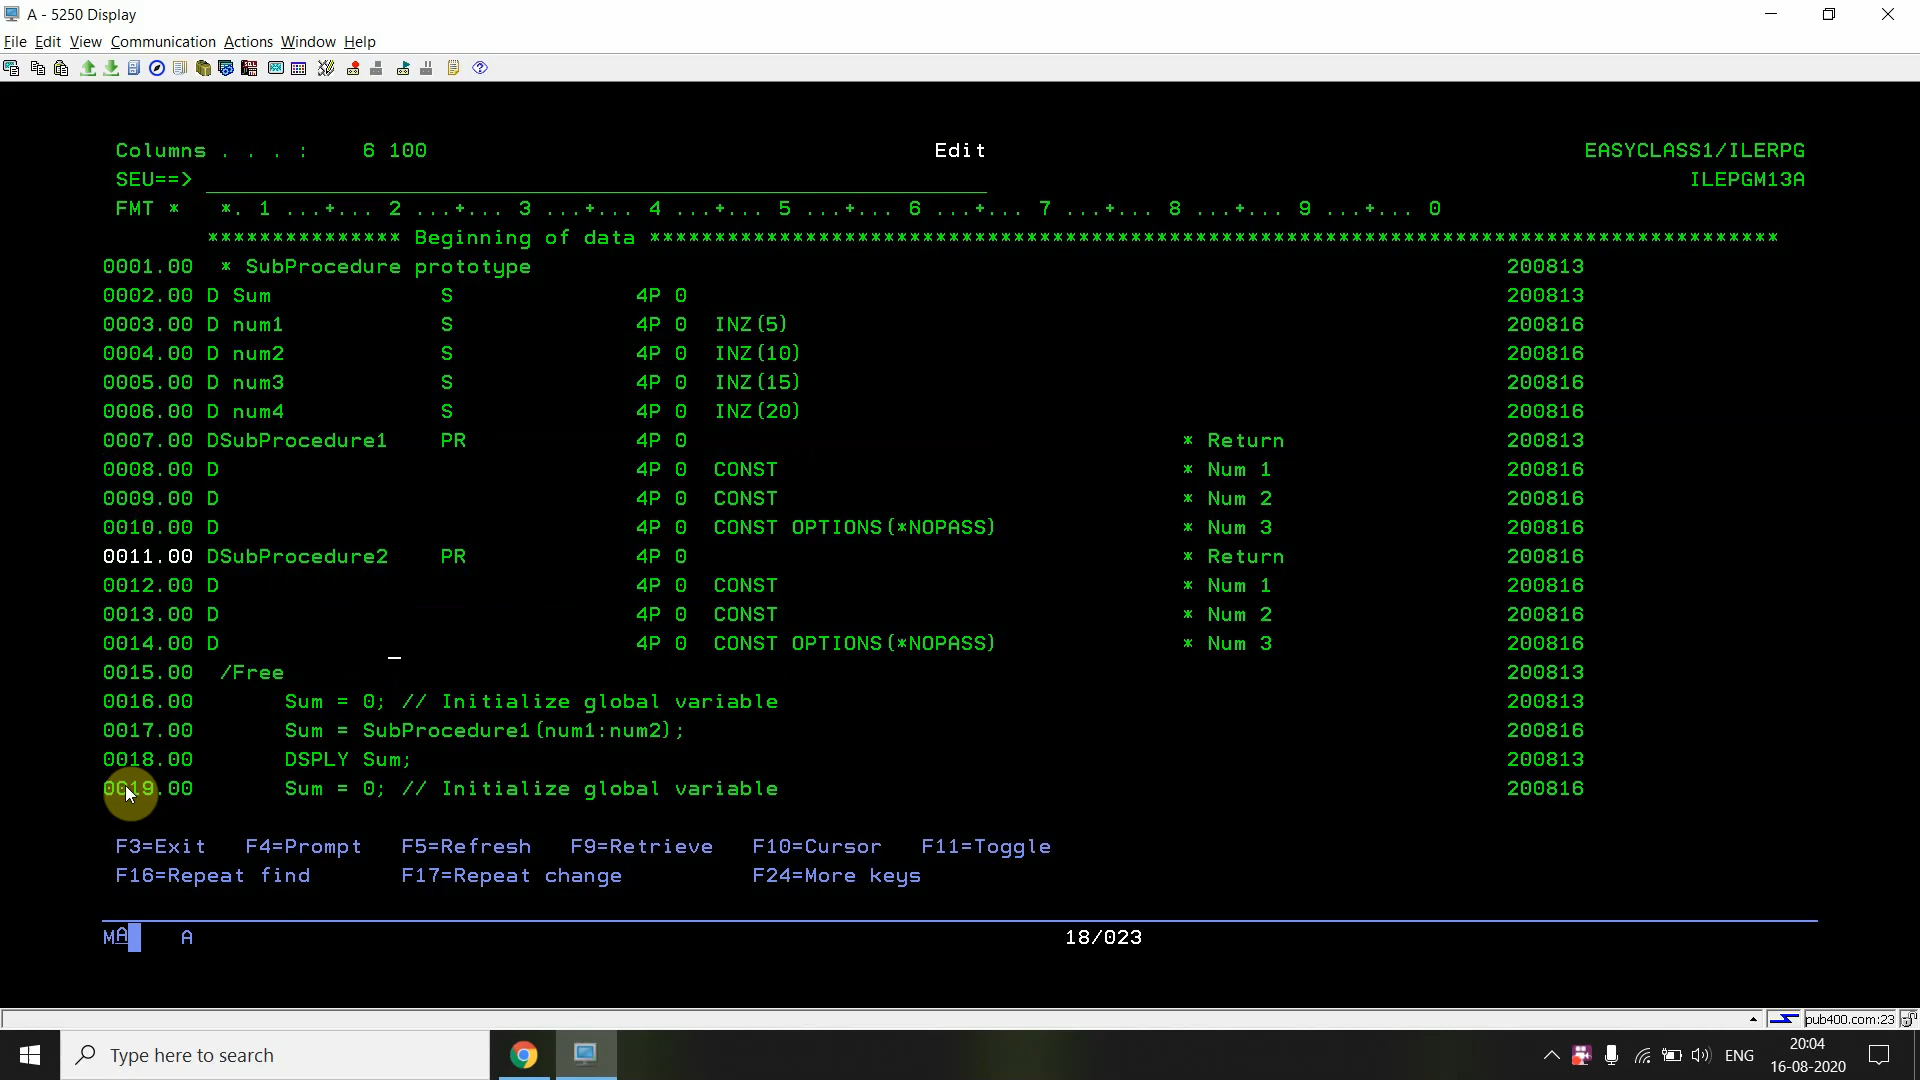 A - 5250 Display
File Edit View Communication Actions Window Help
Columns . . . :    6 100                                       Edit                                              EASYCLASS1/ILERPG
SEU==>                                                                                                                   ILEPGM13A
FMT *   *. 1 ...+... 2 ...+... 3 ...+... 4 ...+... 5 ...+... 6 ...+... 7 ...+... 8 ...+... 9 ...+... 0
*************** Beginning of data ***************************************************************************************
0001.00  * SubProcedure prototype                                                                           200813
0002.00 D Sum             S              4P 0                                                               200813
0003.00 D num1            S              4P 0  INZ(5)                                                       200816
0004.00 D num2            S              4P 0  INZ(10)                                                      200816
0005.00 D num3            S              4P 0  INZ(15)                                                      200816
0006.00 D num4            S              4P 0  INZ(20)                                                      200816
0007.00 DSubProcedure1    PR             4P 0                                      * Return                 200813
0008.00 D                                4P 0  CONST                               * Num 1                  200816
0009.00 D                                4P 0  CONST                               * Num 2                  200816
0010.00 D                                4P 0  CONST OPTIONS(*NOPASS)              * Num 3                  200816
0011.00 DSubProcedure2    PR             4P 0                                      * Return                 200816
0012.00 D                                4P 0  CONST                               * Num 1                  200816
0013.00 D                                4P 0  CONST                               * Num 2                  200816
0014.00 D                                4P 0  CONST OPTIONS(*NOPASS)              * Num 3                  200816
0015.00  /Free                                                                                              200813
0016.00       Sum = 0; // Initialize global variable                                                        200813
0017.00       Sum = SubProcedure1(num1:num2);                                                               200816
0018.00       DSPLY Sum;                                                                                    200813
0019.00       Sum = 0; // Initialize global variable                                                        200816
F3=Exit   F4=Prompt   F5=Refresh   F9=Retrieve   F10=Cursor   F11=Toggle
F16=Repeat find       F17=Repeat change          F24=More keys
MA    A                                                                   18/023
pub400.com:23
Type here to search
ENG
20:04
16-08-2020